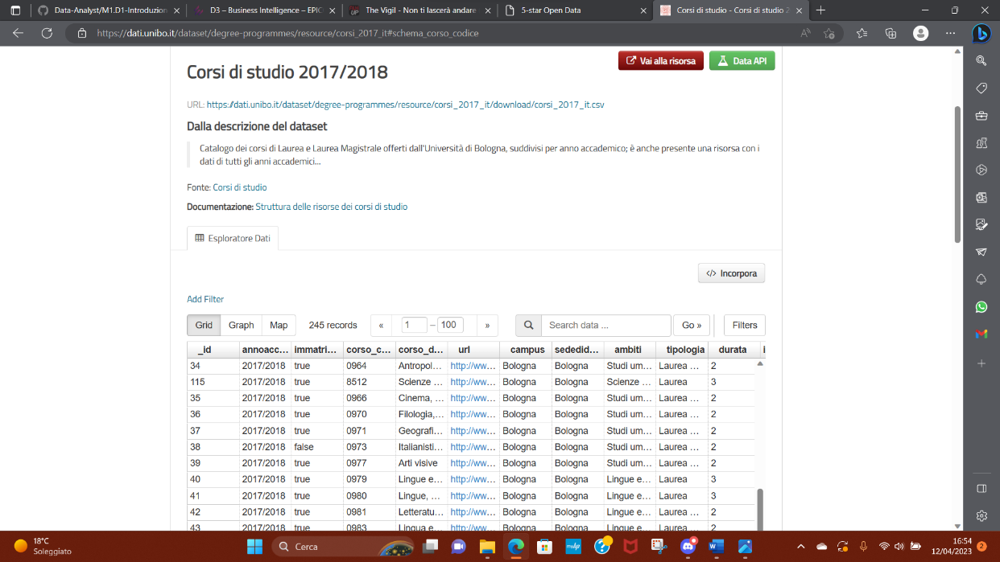 Data-Analyst/M1.D1-Introduzion
D3 – Business Intelligence – EPIC
The Vigil - Non ti lascerà andare
5-star Open Data
Corsi di studio - Corsi di studio 2
https://dati.unibo.it/dataset/degree-programmes/resource/corsi_2017_it#schema_corso_codice
Corsi di studio 2017/2018
Vai alla risorsa
Data API
URL: https://dati.unibo.it/dataset/degree-programmes/resource/corsi_2017_it/download/corsi_2017_it.csv
Dalla descrizione del dataset
Catalogo dei corsi di Laurea e Laurea Magistrale offerti dall'Università di Bologna, suddivisi per anno accademico; è anche presente una risorsa con i
dati di tutti gli anni accademici...
Fonte: Corsi di studio
Documentazione: Struttura delle risorse dei corsi di studio
Esploratore Dati
</> Incorpora
Add Filter
Grid Graph Map 245 records « 1 – 100 » Search data ... Go » Filters
_id annoacc... immatri... corso_c... corso_d... url campus sededid... ambiti tipologia durata i
34 2017/2018 true 0964 Antropol... http://ww... Bologna Bologna Studi um... Laurea ... 2
115 2017/2018 true 8512 Scienze ... http://ww... Bologna Bologna Scienze ... Laurea 3
35 2017/2018 true 0966 Cinema, ... http://ww... Bologna Bologna Studi um... Laurea ... 2
36 2017/2018 true 0970 Filologia,... http://ww... Bologna Bologna Studi um... Laurea ... 2
37 2017/2018 true 0971 Geografi... http://ww... Bologna Bologna Studi um... Laurea ... 2
38 2017/2018 false 0973 Italianisti... http://ww... Bologna Bologna Studi um... Laurea ... 2
39 2017/2018 true 0977 Arti visive http://ww... Bologna Bologna Studi um... Laurea ... 2
40 2017/2018 true 0979 Lingue e... http://ww... Bologna Bologna Lingue e... Laurea 3
41 2017/2018 true 0980 Lingue, ... http://ww... Bologna Bologna Lingue e... Laurea 3
42 2017/2018 true 0981 Letteratu... http://ww... Bologna Bologna Lingue e... Laurea ... 2
43 2017/2018 true 0983 Lingua e... http://ww... Bologna Bologna Lingue e... Laurea ... 2
18°C
Soleggiato
Cerca
16:54
12/04/2023
2